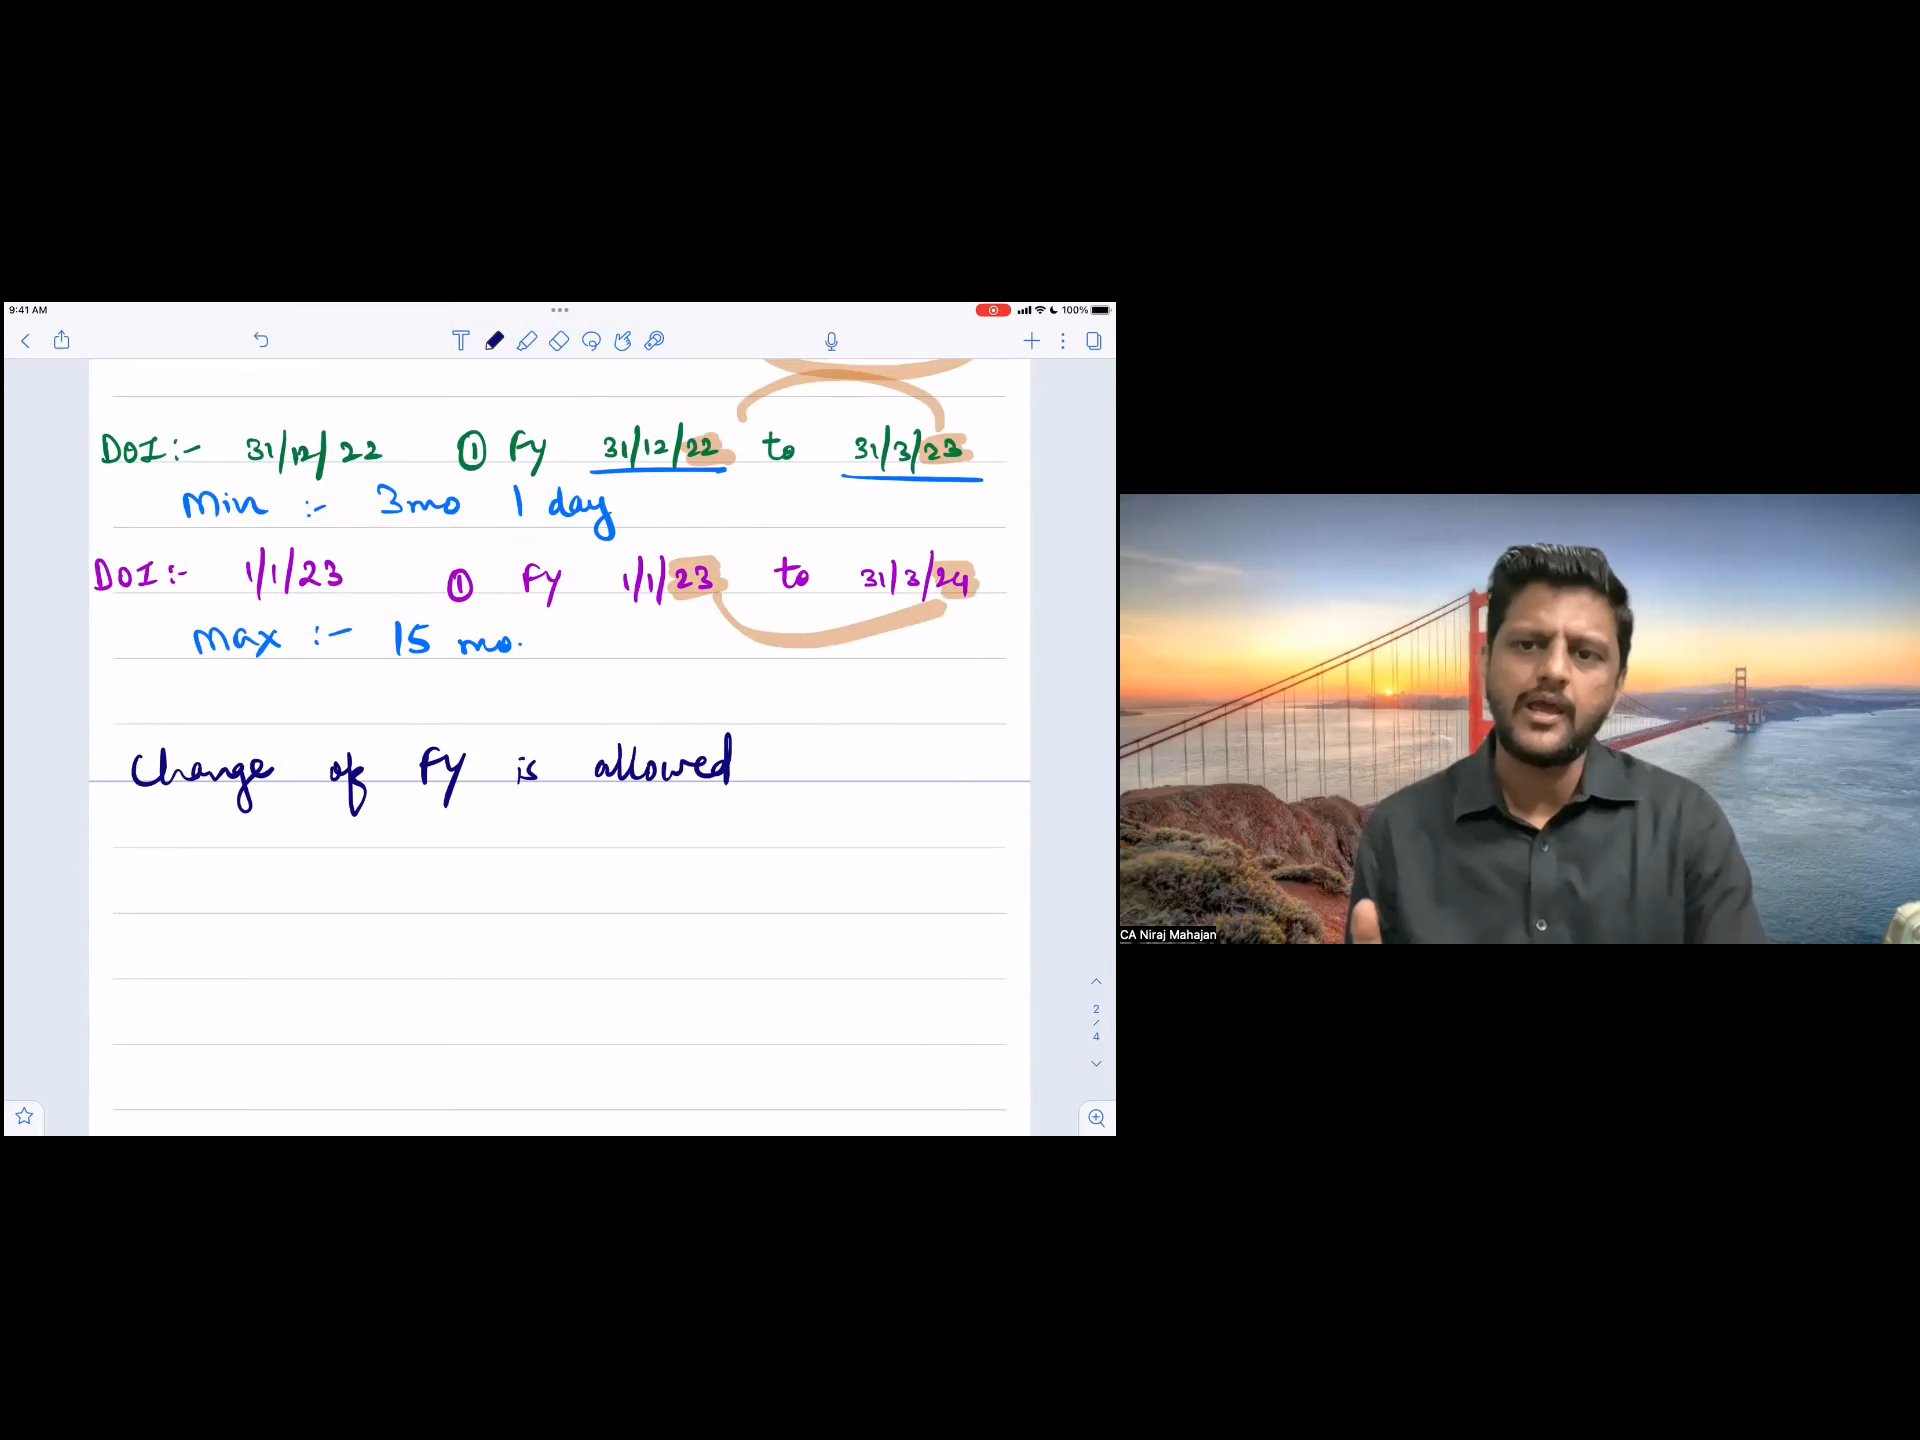 9:41 AM
100%
DOI:- 31/12/22 ① FY 31/12/22 to 31/3/23
Min :- 3mo 1 day
DOI:- 1/1/23 ① FY 1/1/23 to 31/3/24
Max :- 15 mo.
Change of FY is allowed
2
/
4
CA Niraj Mahajan